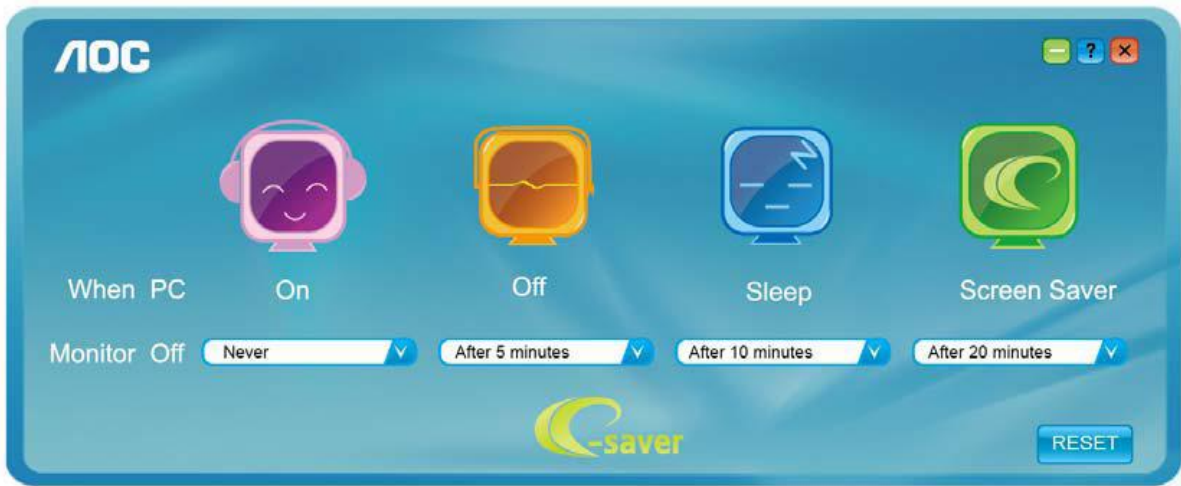 AOC
?
When PC On Off Sleep Screen Saver
Monitor Off Never After 5 minutes After 10 minutes After 20 minutes
e-saver
RESET